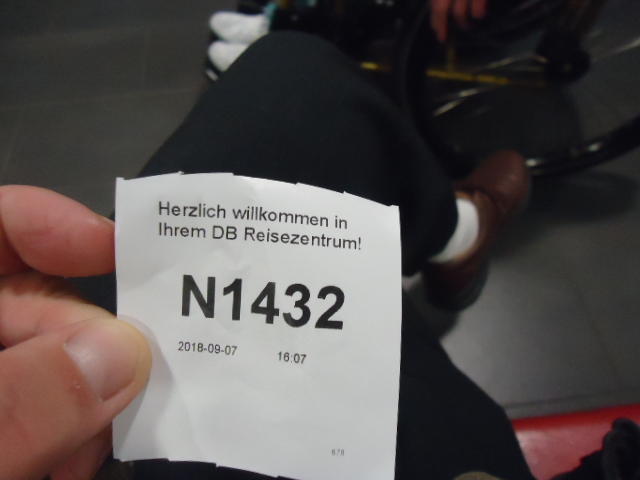 Herzlich willkommen in
Ihrem DB Reisezentrum!
N1432
2018-09-07 16:07
678